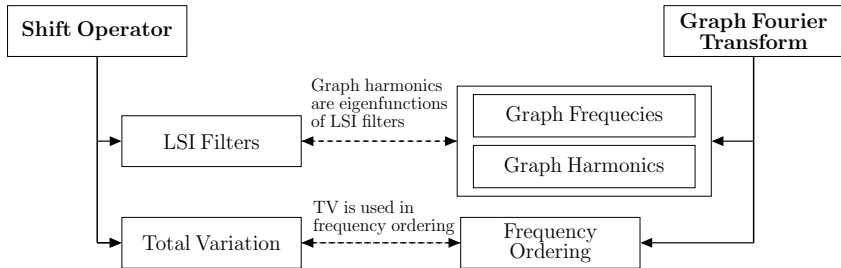 Shift Operator
Graph Fourier
Transform
Graph harmonics
are eigenfunctions
of LSI filters
LSI Filters
Graph Frequecies
Graph Harmonics
TV is used in
frequency ordering
Total Variation
Frequency
Ordering